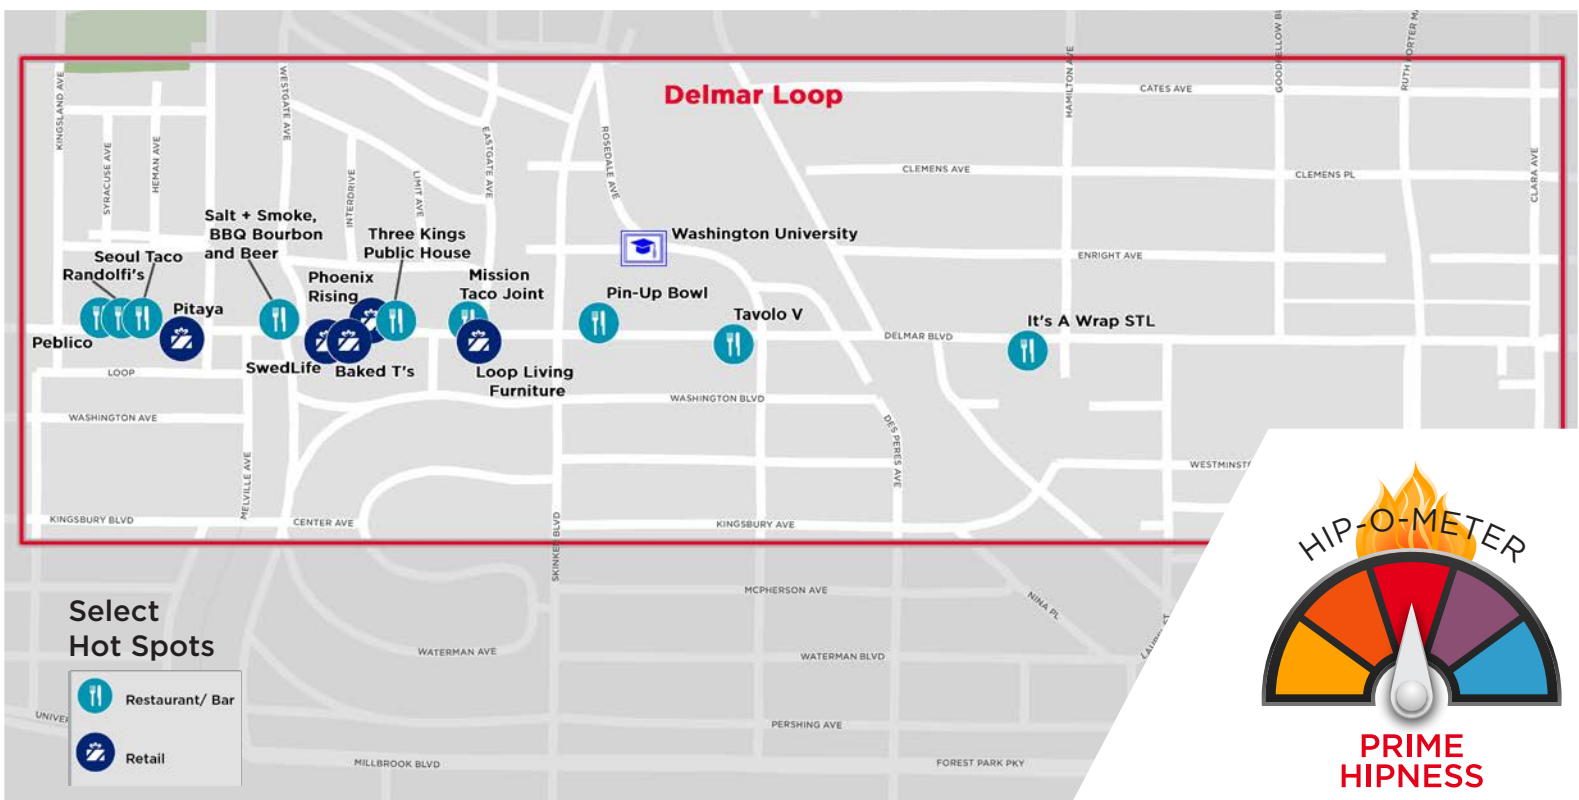 Delmar Loop
KINGSLAND AVE
SYRACUSE AVE
HEMAN AVE
WESTGATE AVE
INTERDRIVE
LIMIT AVE
EASTGATE AVE
ROSEDALE AVE
HAMILTON AVE
CATES AVE
CLARA AVE
CLEMENS AVE
CLEMENS PL
ENRIGHT AVE
Salt + Smoke,
BBQ Bourbon
and Beer
Three Kings
Public House
Washington University
Seoul Taco
Randolfi's
Phoenix
Rising
Mission
Taco Joint
Pitaya
Pin-Up Bowl
Tavolo V
It's A Wrap STL
Peblico
DELMAR BLVD
SwedLife
Baked T's
Loop Living
Furniture
LOOP
WASHINGTON AVE
WASHINGTON BLVD
DES PERES AVE
MELVILLE AVE
WESTMINST
KINGSBURY BLVD
CENTER AVE
KINGSBURY AVE
SKINKER BLVD
MCPHERSON AVE
NINA PL
WATERMAN AVE
WATERMAN BLVD
PERSHING AVE
MILLBROOK BLVD
FOREST PARK PKY
UNIVE
Select
Hot Spots
Restaurant/ Bar
Retail
HIP-O-METER
PRIME
HIPNESS